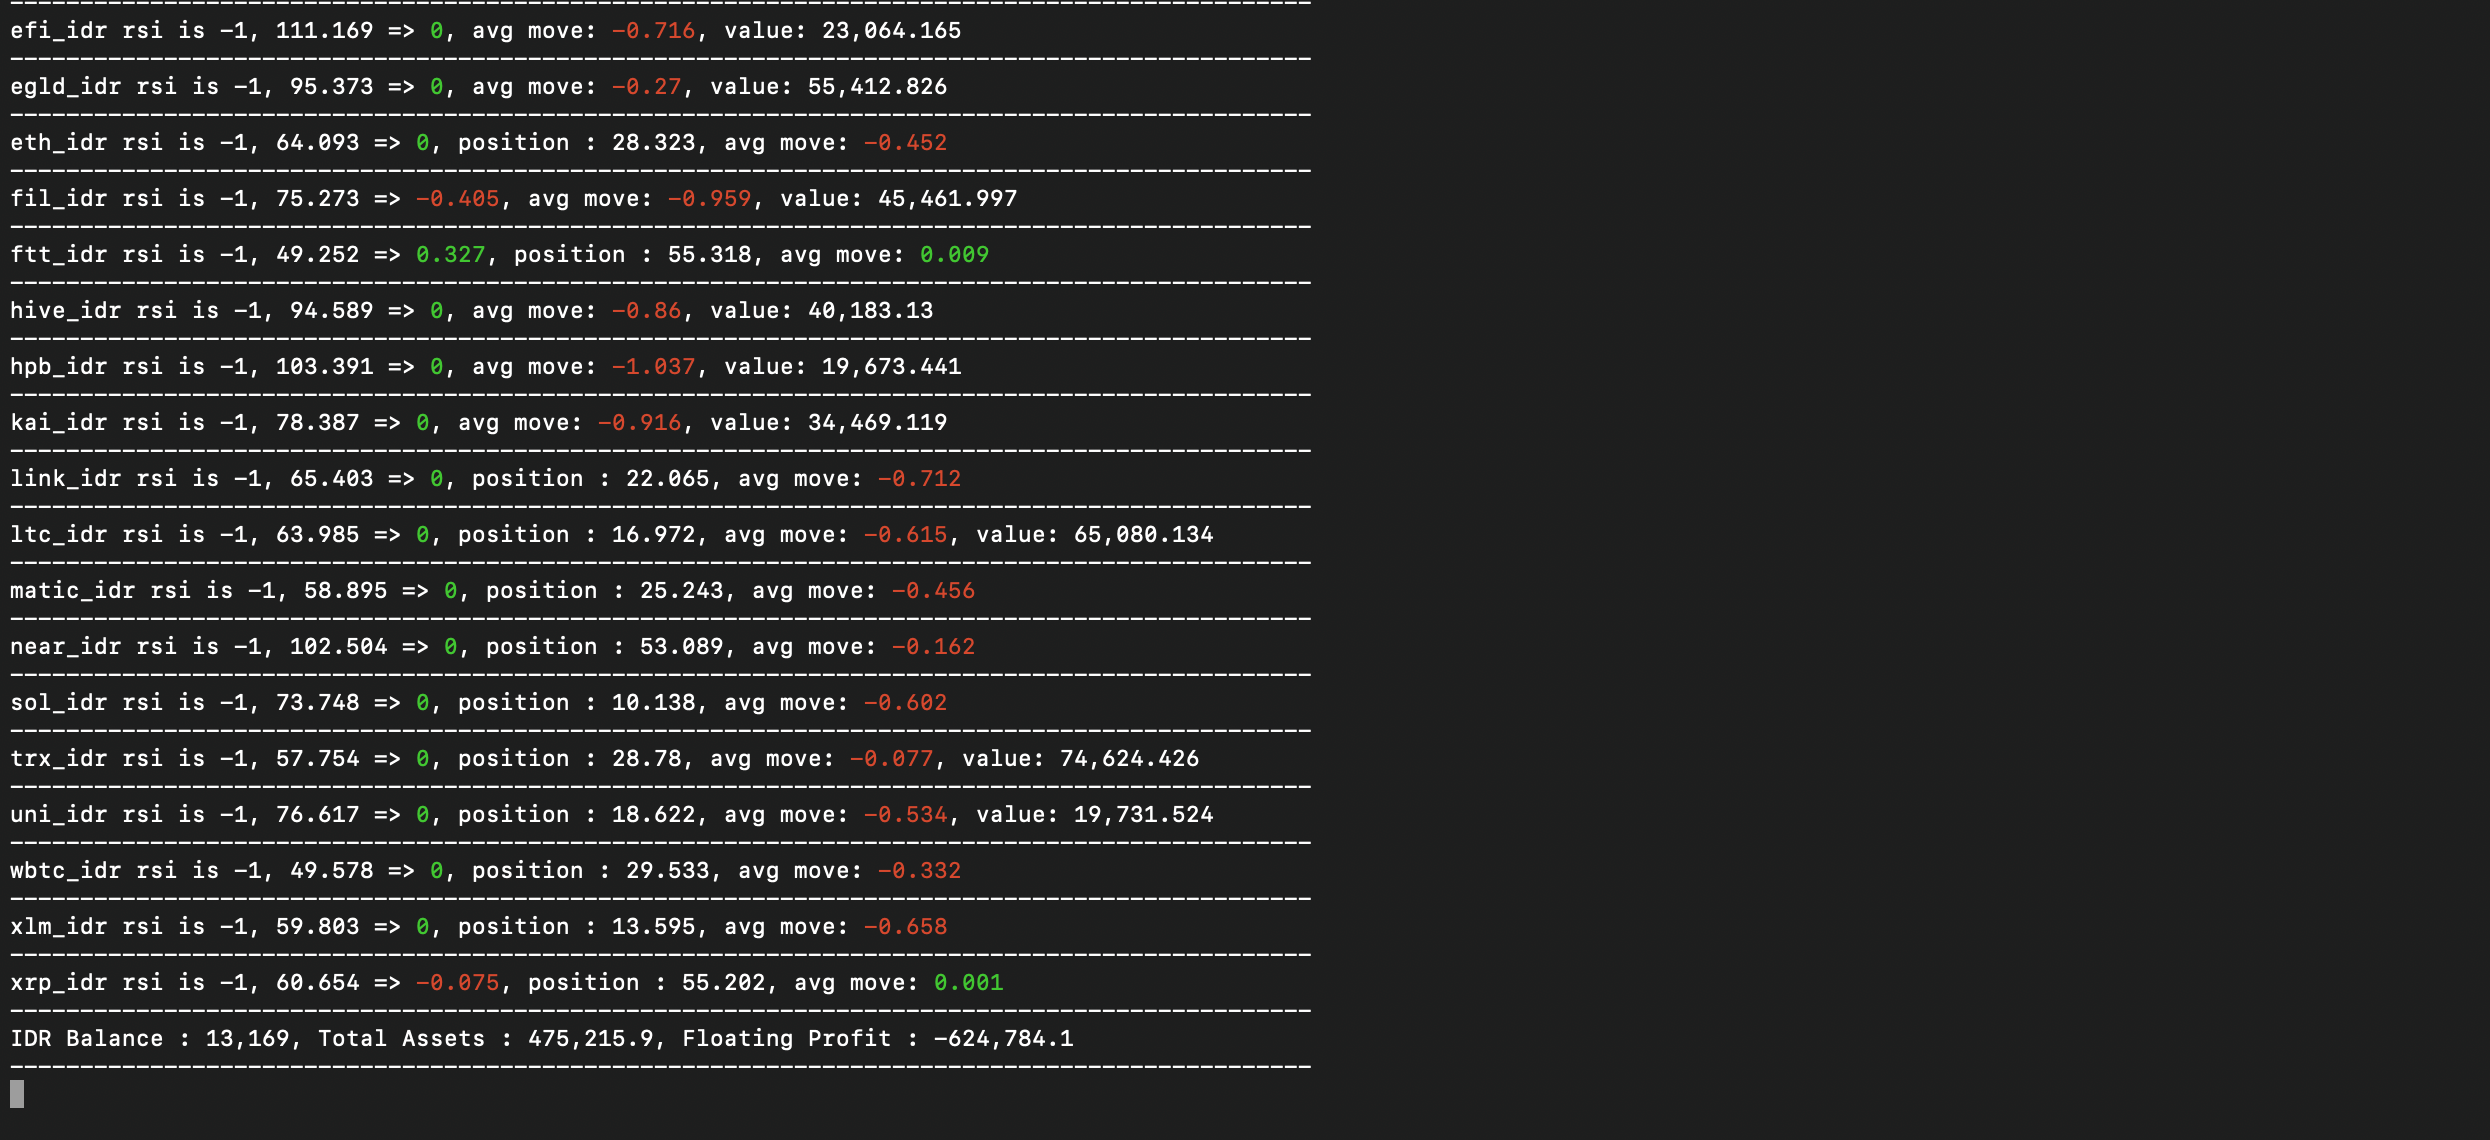 efi_idr rsi is -1, 111.169 => 0, avg move: -0.716, value: 23,064.165
egld_idr rsi is -1, 95.373 => 0, avg move: -0.27, value: 55,412.826
eth_idr rsi is -1, 64.093 => 0, position : 28.323, avg move: -0.452
fil_idr rsi is -1, 75.273 => -0.405, avg move: -0.959, value: 45,461.997
ftt_idr rsi is -1, 49.252 => 0.327, position : 55.318, avg move: 0.009
hive_idr rsi is -1, 94.589 => 0, avg move: -0.86, value: 40,183.13
hpb_idr rsi is -1, 103.391 => 0, avg move: -1.037, value: 19,673.441
kai_idr rsi is -1, 78.387 => 0, avg move: -0.916, value: 34,469.119
link_idr rsi is -1, 65.403 => 0, position : 22.065, avg move: -0.712
ltc_idr rsi is -1, 63.985 => 0, position : 16.972, avg move: -0.615, value: 65,080.134
matic_idr rsi is -1, 58.895 => 0, position : 25.243, avg move: -0.456
near_idr rsi is -1, 102.504 => 0, position : 53.089, avg move: -0.162
sol_idr rsi is -1, 73.748 => 0, position : 10.138, avg move: -0.602
trx_idr rsi is -1, 57.754 => 0, position : 28.78, avg move: -0.077, value: 74,624.426
uni_idr rsi is -1, 76.617 => 0, position : 18.622, avg move: -0.534, value: 19,731.524
wbtc_idr rsi is -1, 49.578 => 0, position : 29.533, avg move: -0.332
xlm_idr rsi is -1, 59.803 => 0, position : 13.595, avg move: -0.658
xrp_idr rsi is -1, 60.654 => -0.075, position : 55.202, avg move: 0.001
IDR Balance : 13,169, Total Assets : 475,215.9, Floating Profit : -624,784.1